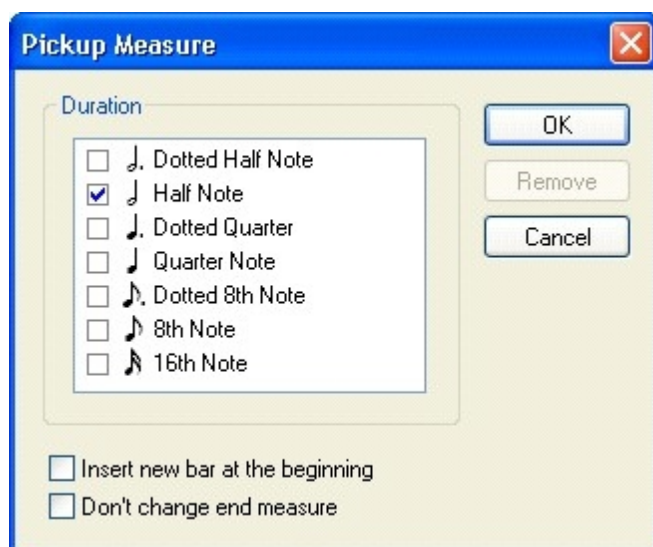 Pickup Measure
Duration
Dotted Half Note
Half Note
Dotted Quarter
Quarter Note
Dotted 8th Note
8th Note
16th Note
OK
Remove
Cancel
Insert new bar at the beginning
Don't change end measure